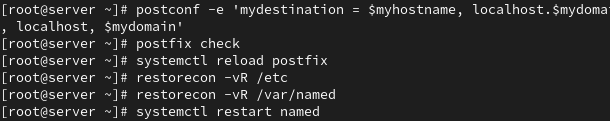 [root@server ~]# postconf -e 'mydestination = $myhostname, localhost.$mydomai
, localhost, $mydomain'
[root@server ~]# postfix check
[root@server ~]# systemctl reload postfix
[root@server ~]# restorecon -vR /etc
[root@server ~]# restorecon -vR /var/named
[root@server ~]# systemctl restart named